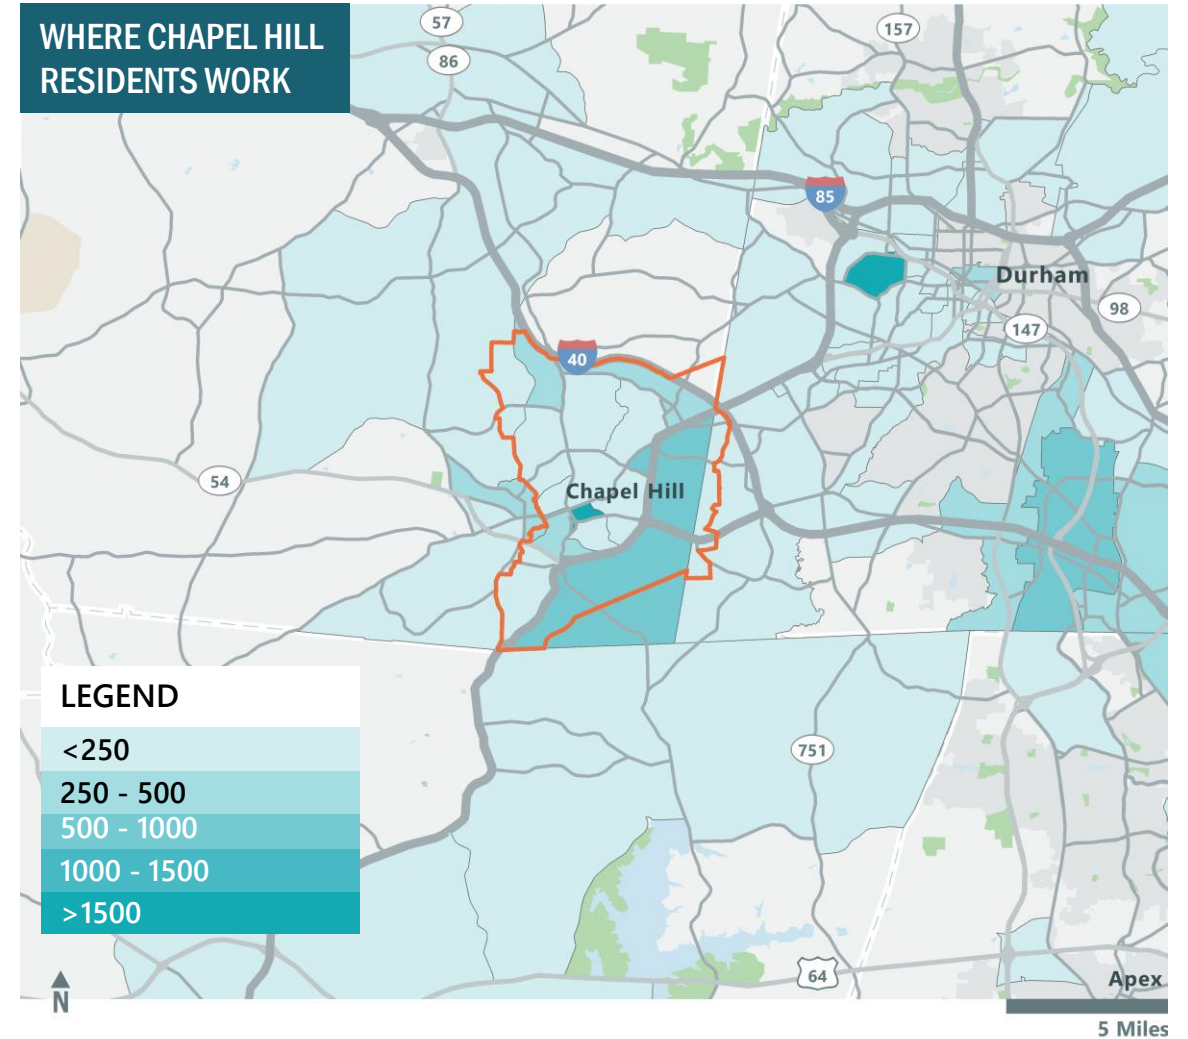 WHERE CHAPEL HILL
RESIDENTS WORK
57
86
157
85
Durham
98
147
40
54
Chapel Hill
LEGEND
<250
250 - 500
500 - 1000
1000 - 1500
>1500
751
64
Apex
N
5 Miles